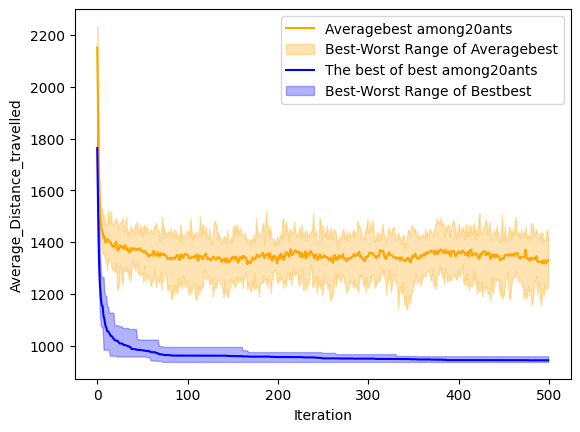 Averagebest among20ants
Best-Worst Range of Averagebest
The best of best among20ants
Best-Worst Range of Bestbest
Average_Distance_travelled
2200
2000
1800
1600
1400
1200
1000
0
100
200
300
400
500
Iteration